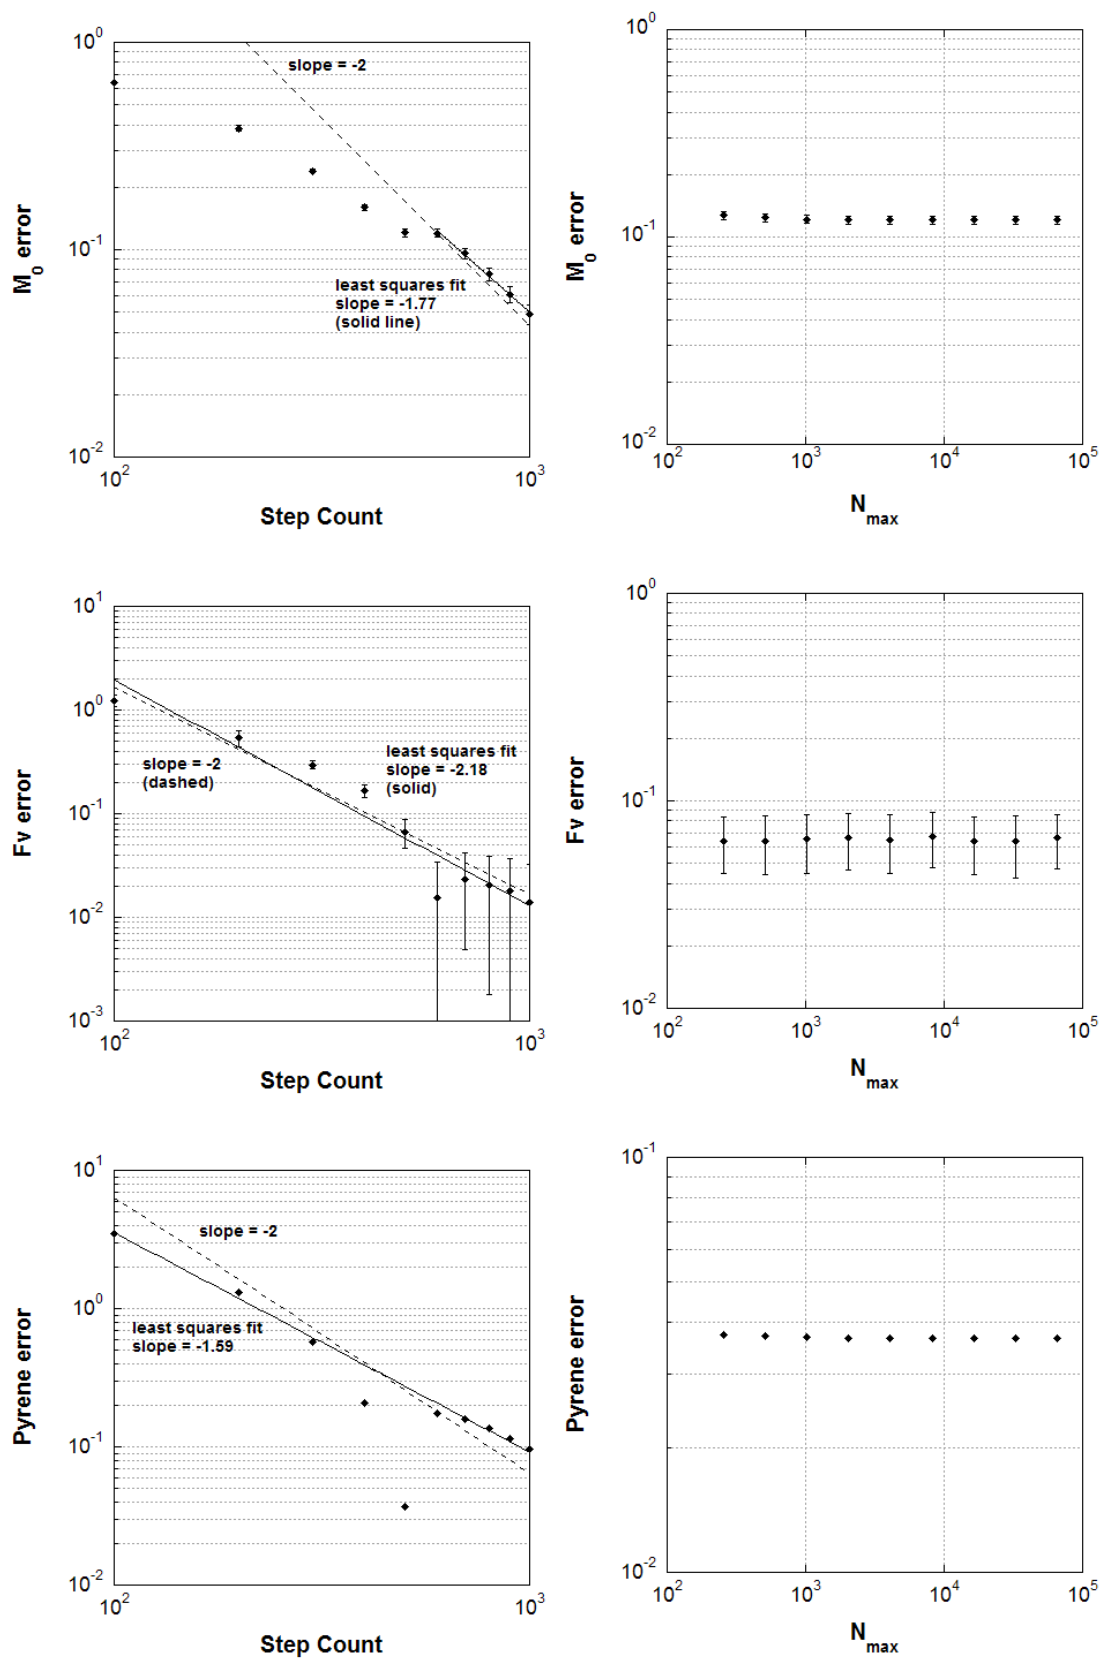 10^0
slope = -2
M_0 error
10^-1
least squares fit
slope = -1.77
(solid line)
10^-2
10^2
10^3
Step Count
10^0
M_0 error
10^-1
10^-2
10^2
10^3
10^4
10^5
N_max
10^1
10^0
slope = -2
(dashed)
least squares fit
slope = -2.18
(solid)
Fv error
10^-1
10^-2
10^-3
10^2
10^3
Step Count
10^0
Fv error
10^-1
10^-2
10^2
10^3
10^4
10^5
N_max
10^1
slope = -2
10^0
least squares fit
slope = -1.59
Pyrene error
10^-1
10^-2
10^2
10^3
Step Count
10^-1
Pyrene error
10^-2
10^2
10^3
10^4
10^5
N_max